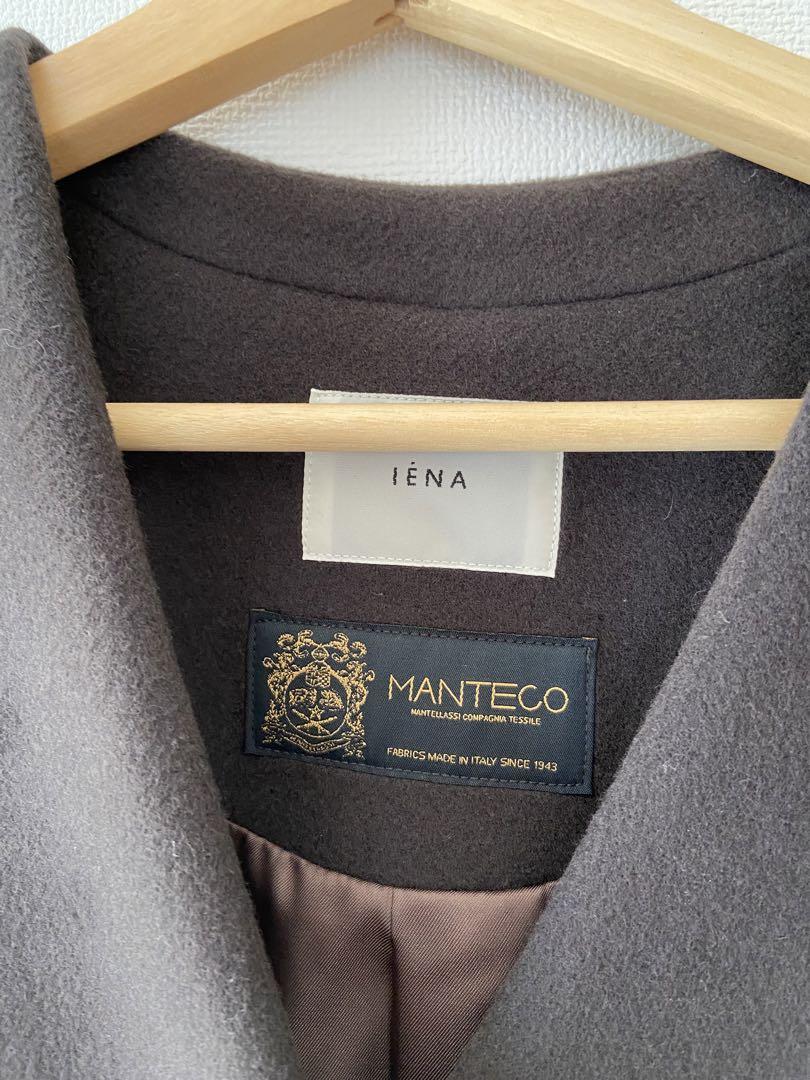 IÉNA
MANTECO
MANTELLASSI COMPAGNIA TESSILE
FABRICS MADE IN ITALY SINCE 1943